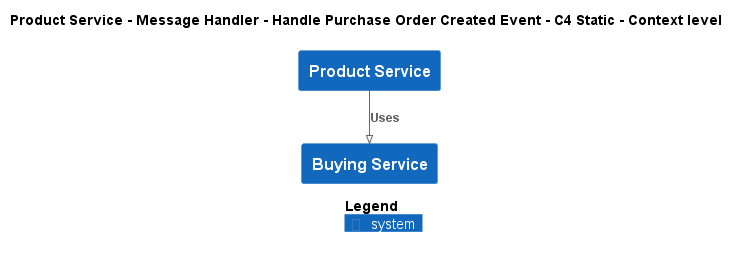 Product Service - Message Handler - Handle Purchase Order Created Event - C4 Static - Context level
Product Service
Uses
Buying Service
Legend
system